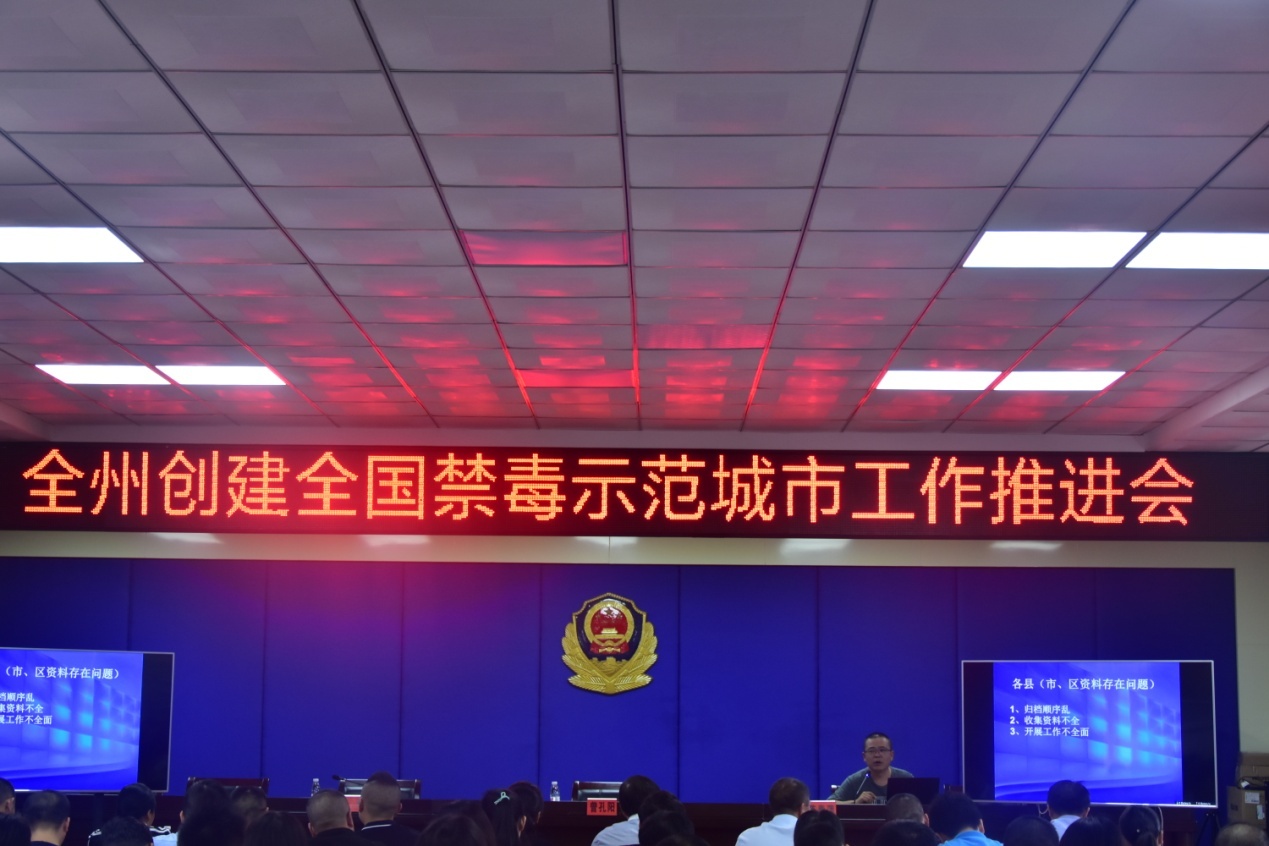 全州创建全国禁毒示范城市工作推进会
（市、区资料存在问题）
档顺序乱
集资料不全
展工作不全面
各县（市、区资料存在问题）
1、归档顺序乱
2、收集资料不全
3、开展工作不全面
曹孔阳